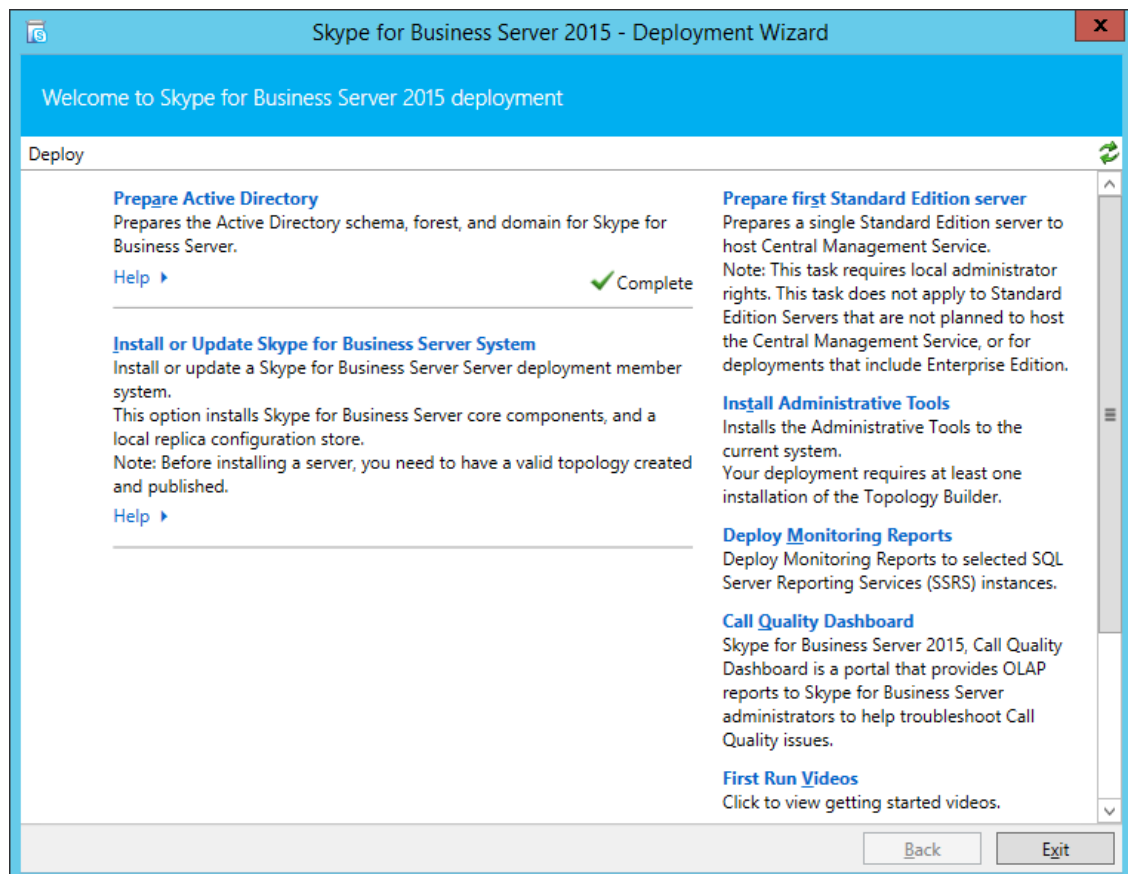 Skype for Business Server 2015 - Deployment Wizard
x
Welcome to Skype for Business Server 2015 deployment
Deploy
Prepare Active Directory
Prepares the Active Directory schema, forest, and domain for Skype for
Business Server.
Help
Complete
Install or Update Skype for Business Server System
Install or update a Skype for Business Server Server deployment member
system.
This option installs Skype for Business Server core components, and a
local replica configuration store.
Note: Before installing a server, you need to have a valid topology created
and published.
Help
Prepare first Standard Edition server
Prepares a single Standard Edition server to
host Central Management Service.
Note: This task requires local administrator
rights. This task does not apply to Standard
Edition Servers that are not planned to host
the Central Management Service, or for
deployments that include Enterprise Edition.
Install Administrative Tools
Installs the Administrative Tools to the
current system.
Your deployment requires at least one
installation of the Topology Builder.
Deploy Monitoring Reports
Deploy Monitoring Reports to selected SQL
Server Reporting Services (SSRS) instances.
Call Quality Dashboard
Skype for Business Server 2015, Call Quality
Dashboard is a portal that provides OLAP
reports to Skype for Business Server
administrators to help troubleshoot Call
Quality issues.
First Run Videos
Click to view getting started videos.
Back
Exit